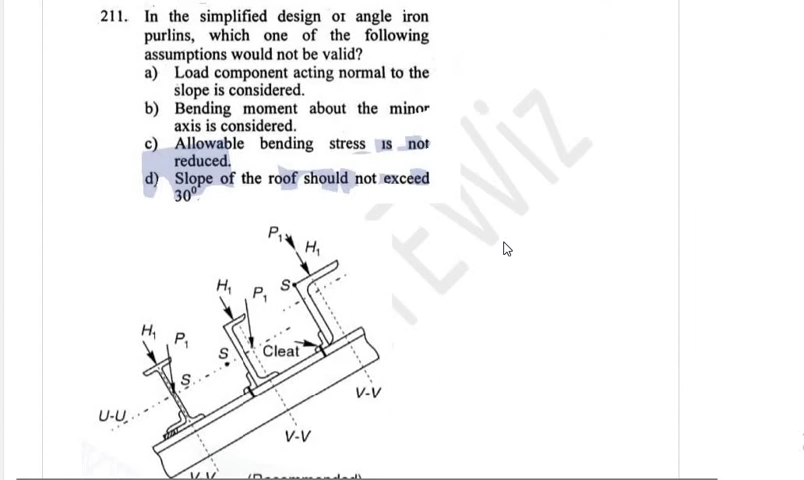 211. In the simplified design or angle iron
purlins, which one of the following
assumptions would not be valid?
a) Load component acting normal to the
slope is considered.
b) Bending moment about the minor
axis is considered.
c) Allowable bending stress is not
reduced.
d) Slope of the roof should not exceed
30⁰
P₁ H₁
H₁ P₁ S
H₁ P₁ S Cleat
S
U-U V-V
V-V
V-V